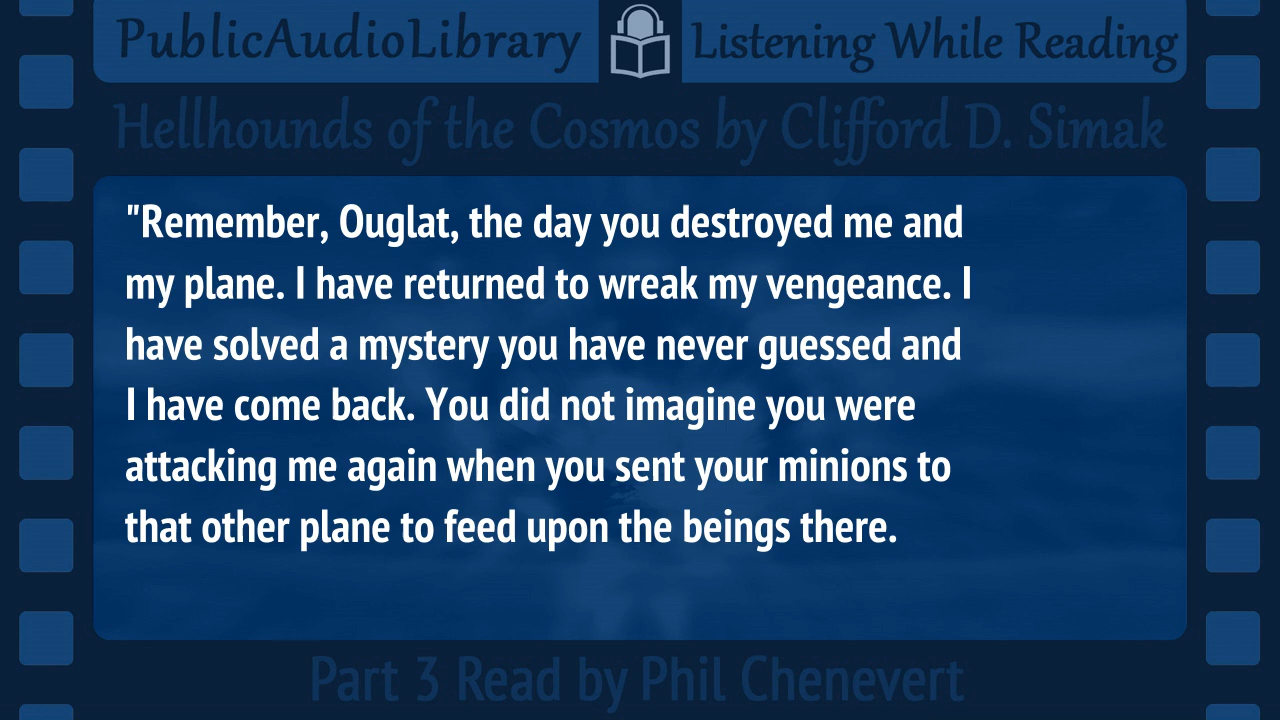 PublicAudioLibrary Listening While Reading
Hellhounds of the Cosmos by Clifford D. Simak
"Remember, Ouglat, the day you destroyed me and
my plane. I have returned to wreak my vengeance. I
have solved a mystery you have never guessed and
I have come back. You did not imagine you were
attacking me again when you sent your minions to
that other plane to feed upon the beings there.
Part 3 Read by Phil Chenevert